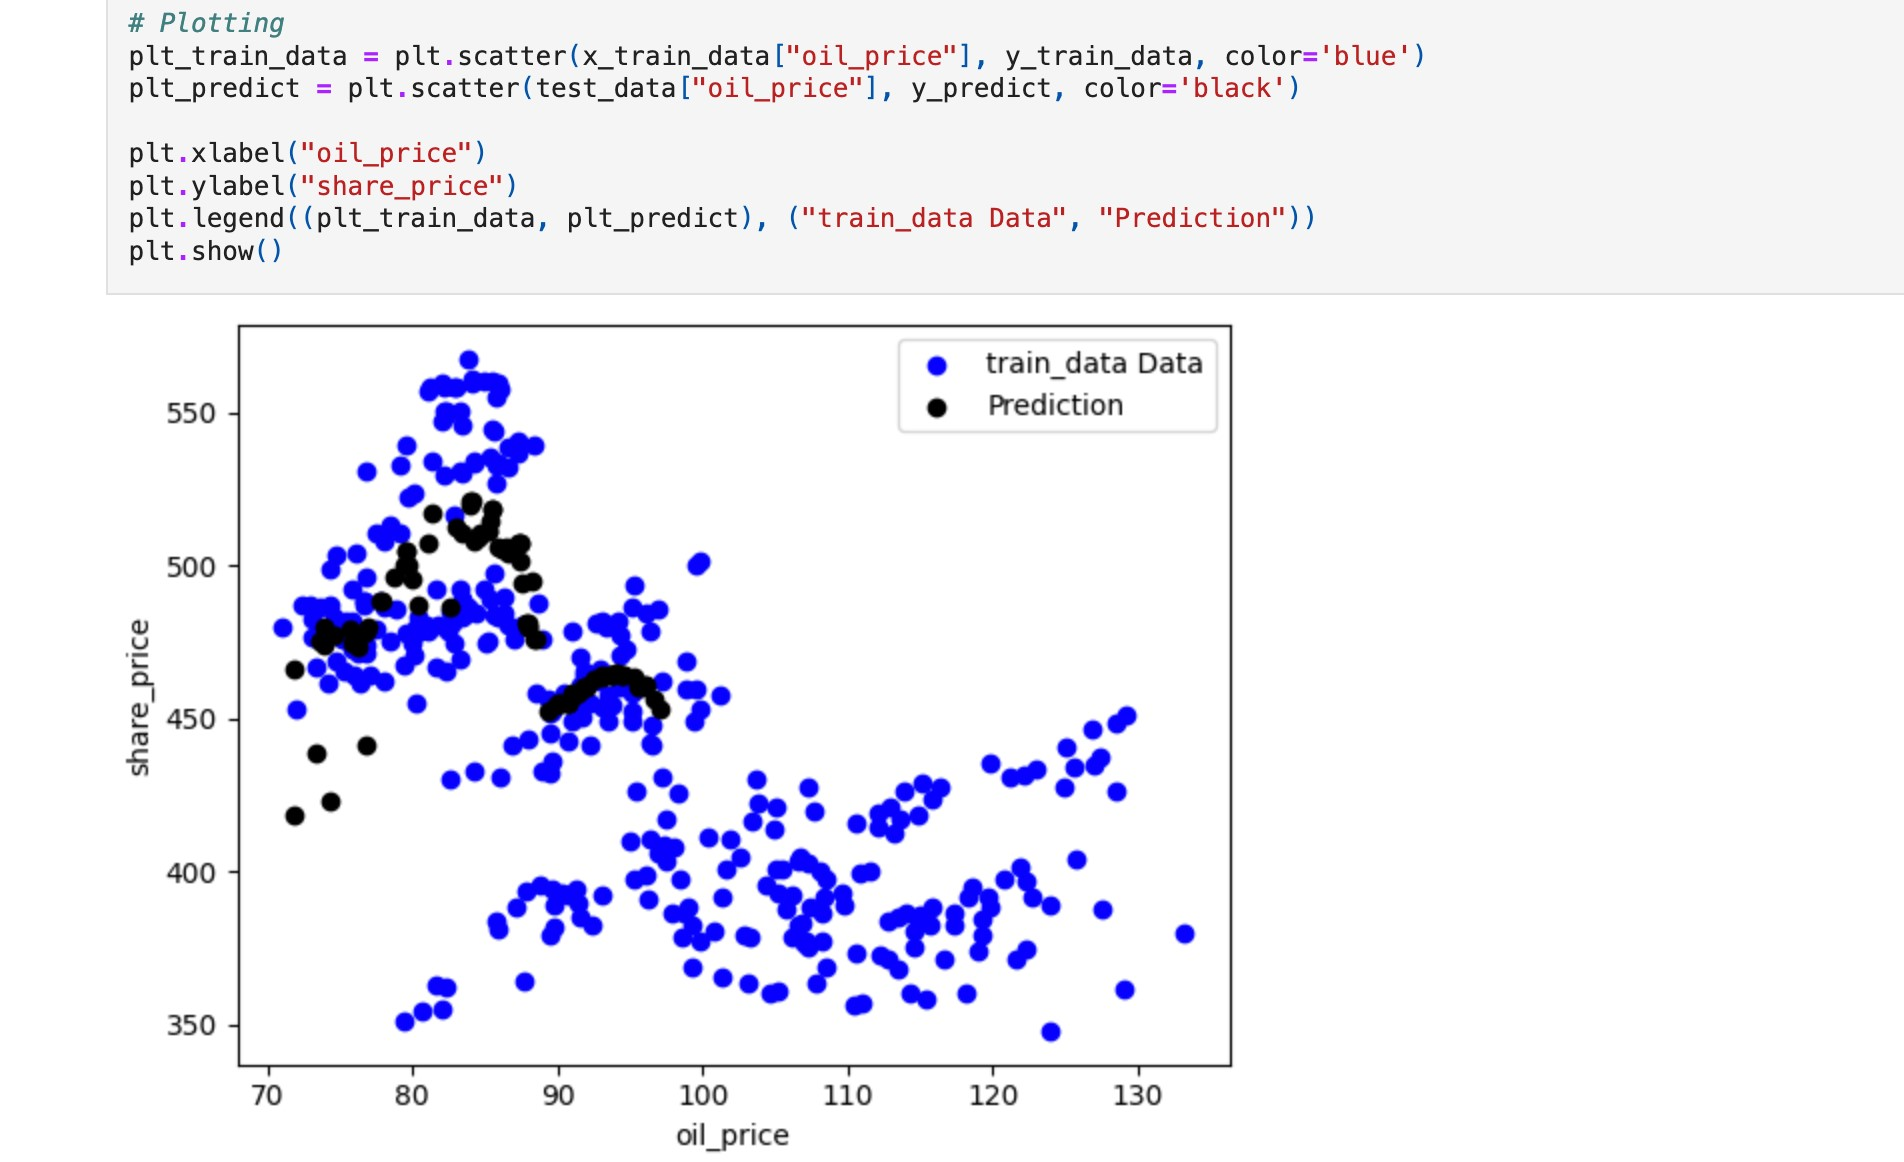 # Plotting
plt_train_data = plt.scatter(x_train_data["oil_price"], y_train_data, color='blue')
plt_predict = plt.scatter(test_data["oil_price"], y_predict, color='black')
plt.xlabel("oil_price")
plt.ylabel("share_price")
plt.legend((plt_train_data, plt_predict), ("train_data Data", "Prediction"))
plt.show()
train_data Data
Prediction
550
500
450
400
350
share_price
70 80 90 100 110 120 130
oil_price